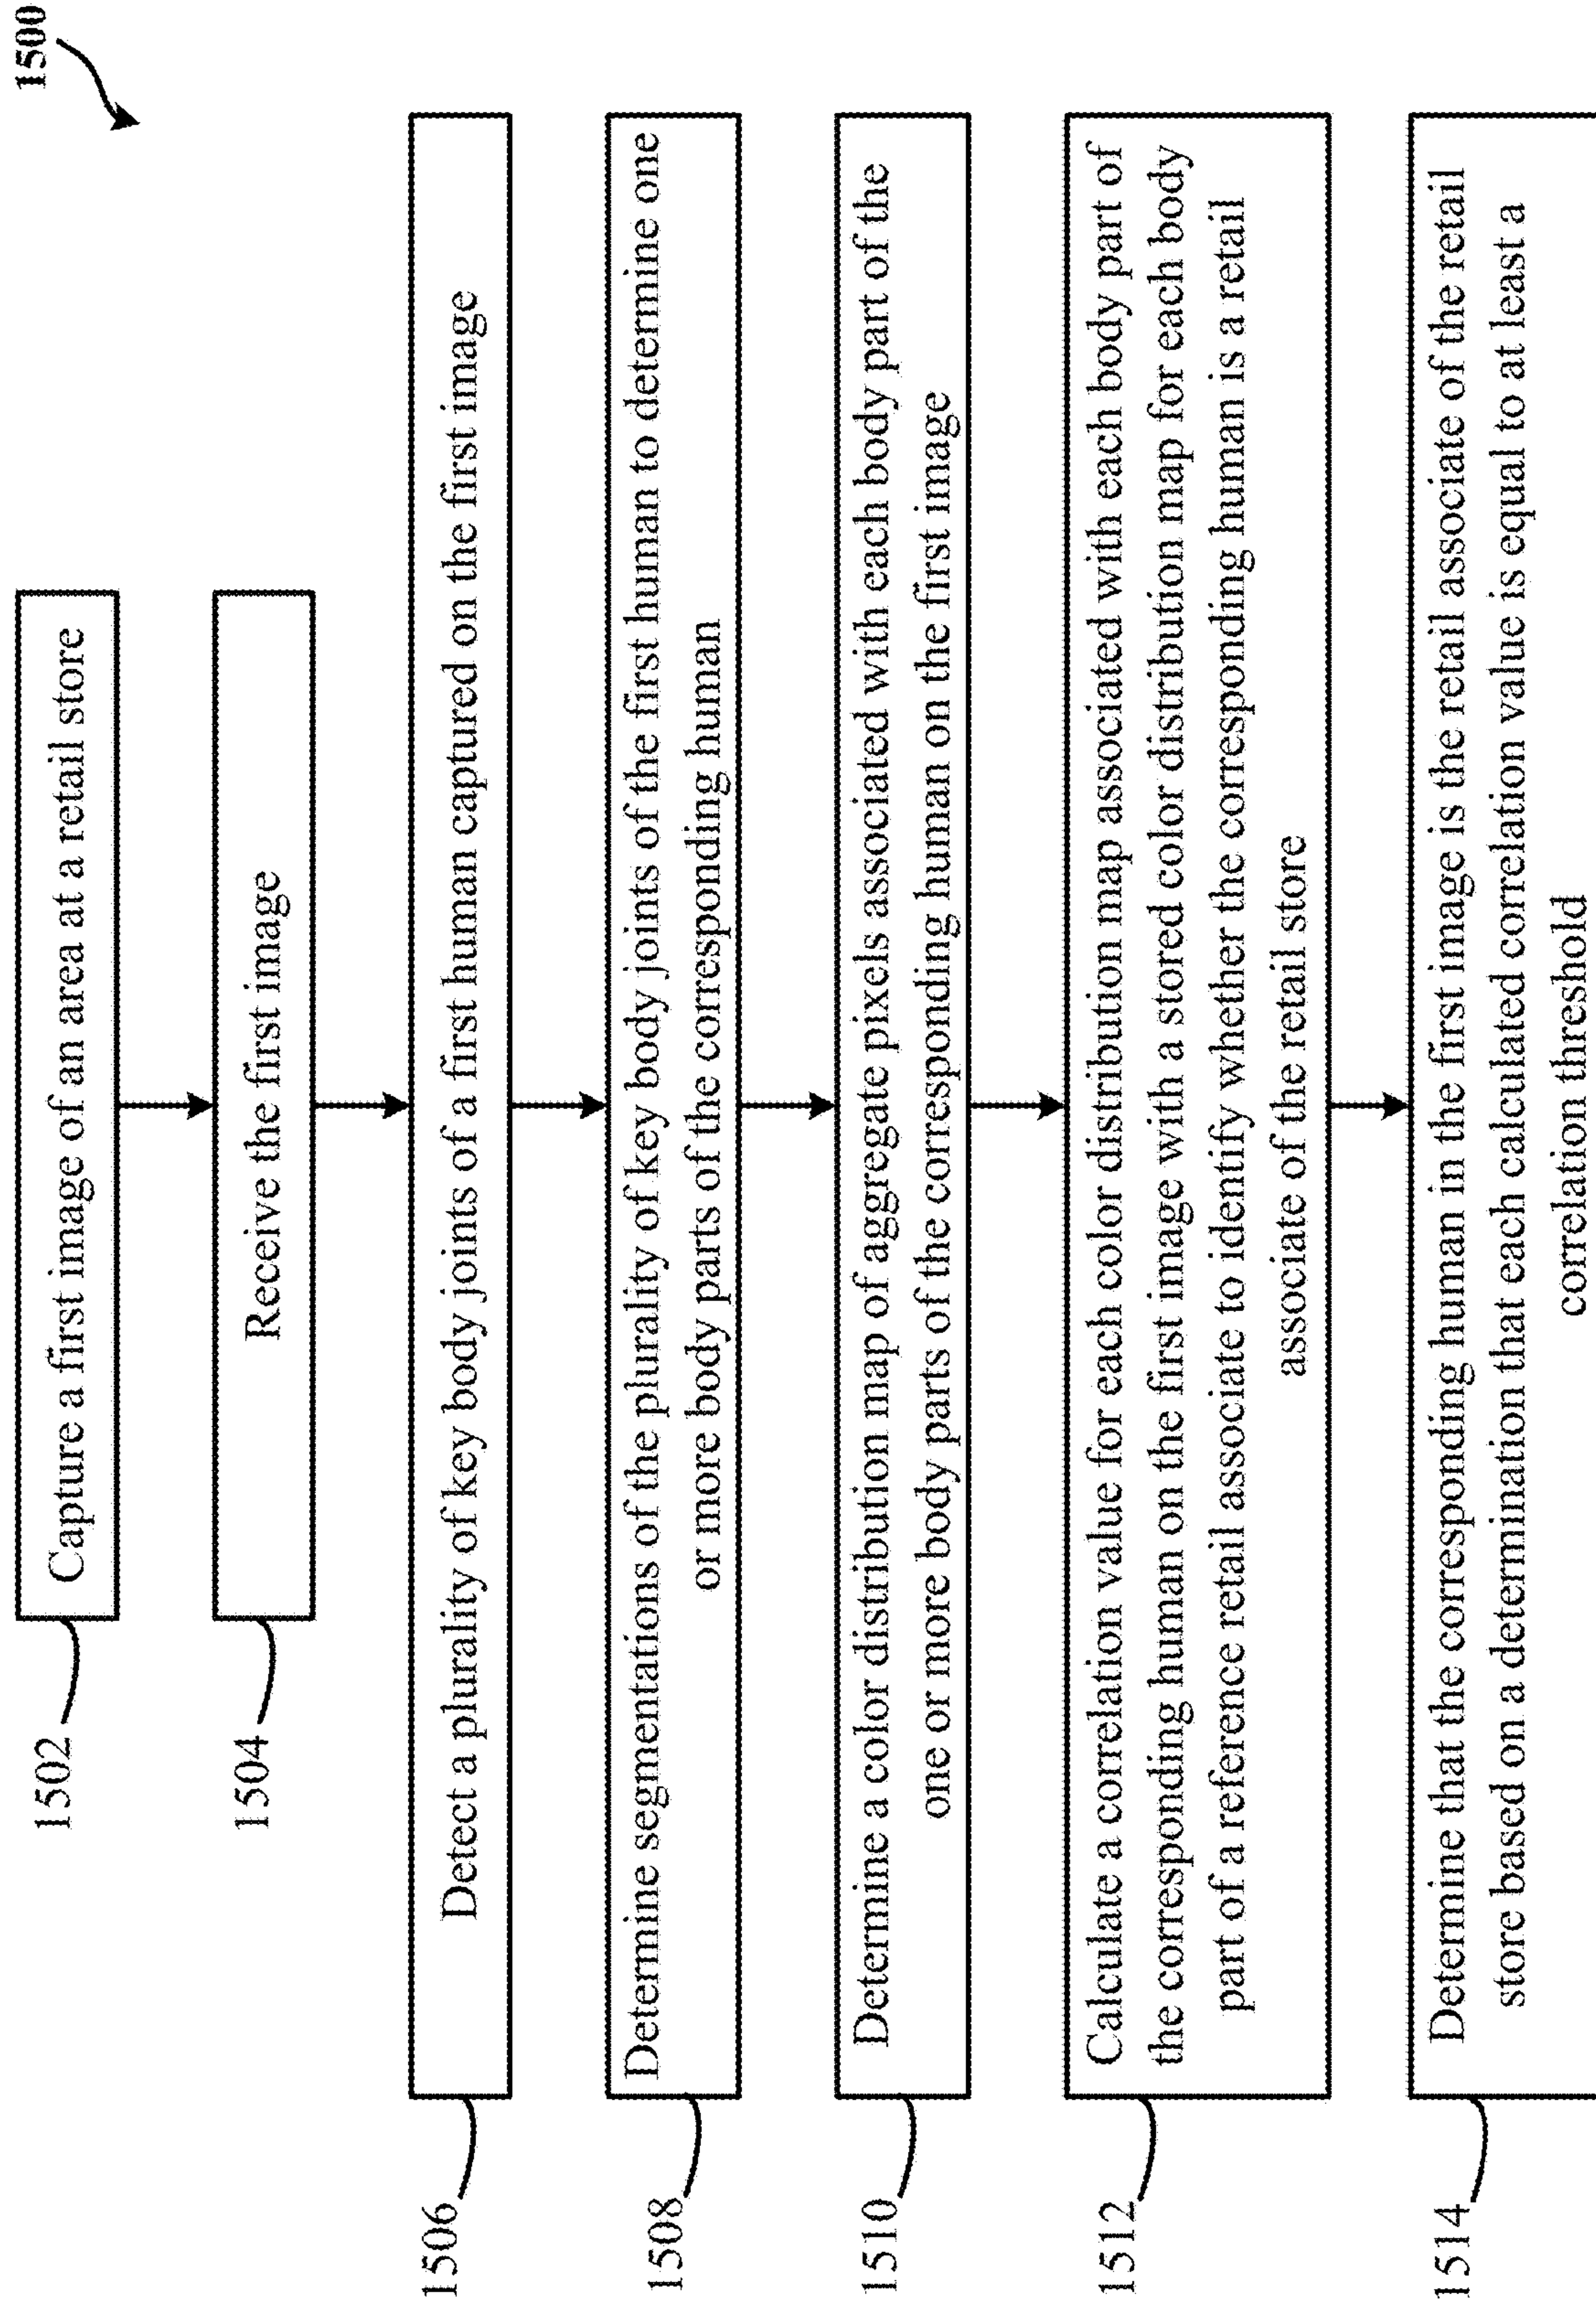 1500
1502
Capture a first image of an area at a retail store
1504
Receive the first image
1506
Detect a plurality of key body joints of a first human captured on the first image
1508
Determine segmentations of the plurality of key body joints of the first human to determine one
or more body parts of the corresponding human
1510
Determine a color distribution map of aggregate pixels associated with each body part of the
one or more body parts of the corresponding human on the first image
1512
Calculate a correlation value for each color distribution map associated with each body part of
the corresponding human on the first image with a stored color distribution map for each body
part of a reference retail associate to identify whether the corresponding human is a retail
associate of the retail store
1514
Determine that the corresponding human in the first image is the retail associate of the retail
store based on a determination that each calculated correlation value is equal to at least a
correlation threshold